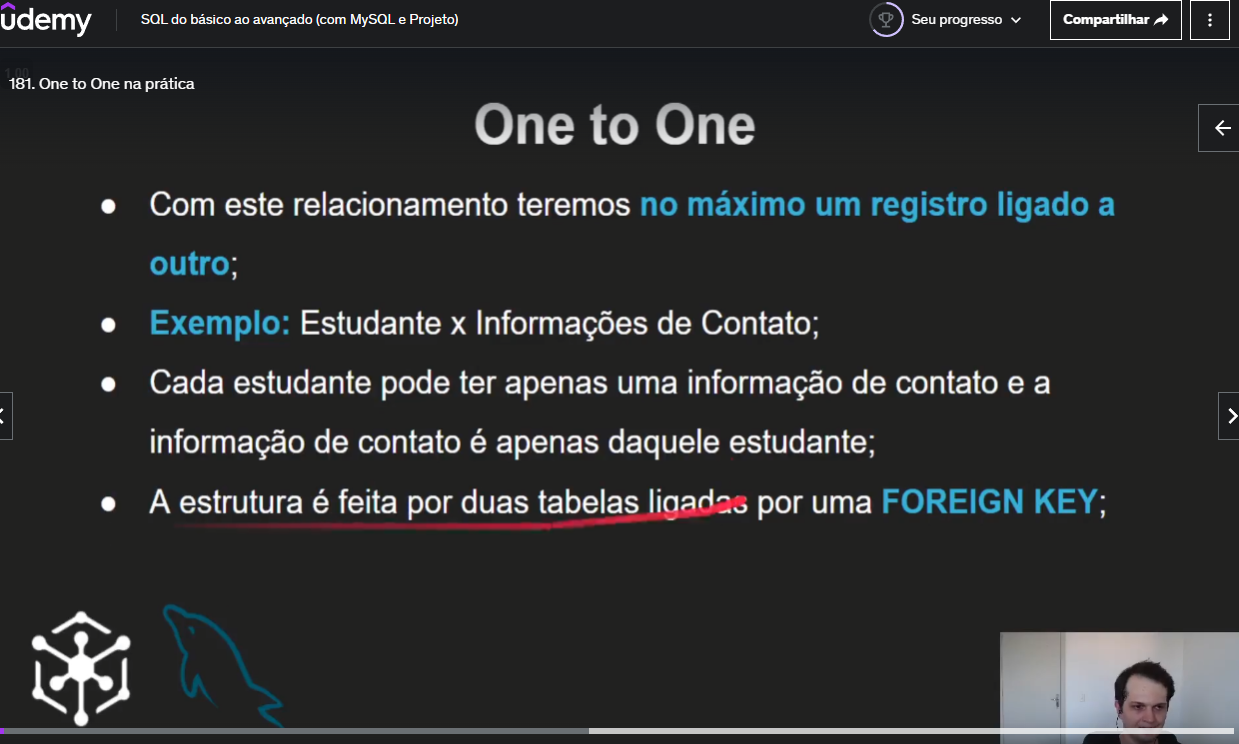 ûdemy
SQL do básico ao avançado (com MySQL e Projeto)
Seu progresso
Compartilhar
181. One to One na prática
One to One
Com este relacionamento teremos no máximo um registro ligado a
outro;
Exemplo: Estudante x Informações de Contato;
Cada estudante pode ter apenas uma informação de contato e a
informação de contato é apenas daquele estudante;
A estrutura é feita por duas tabelas ligadas por uma FOREIGN KEY;